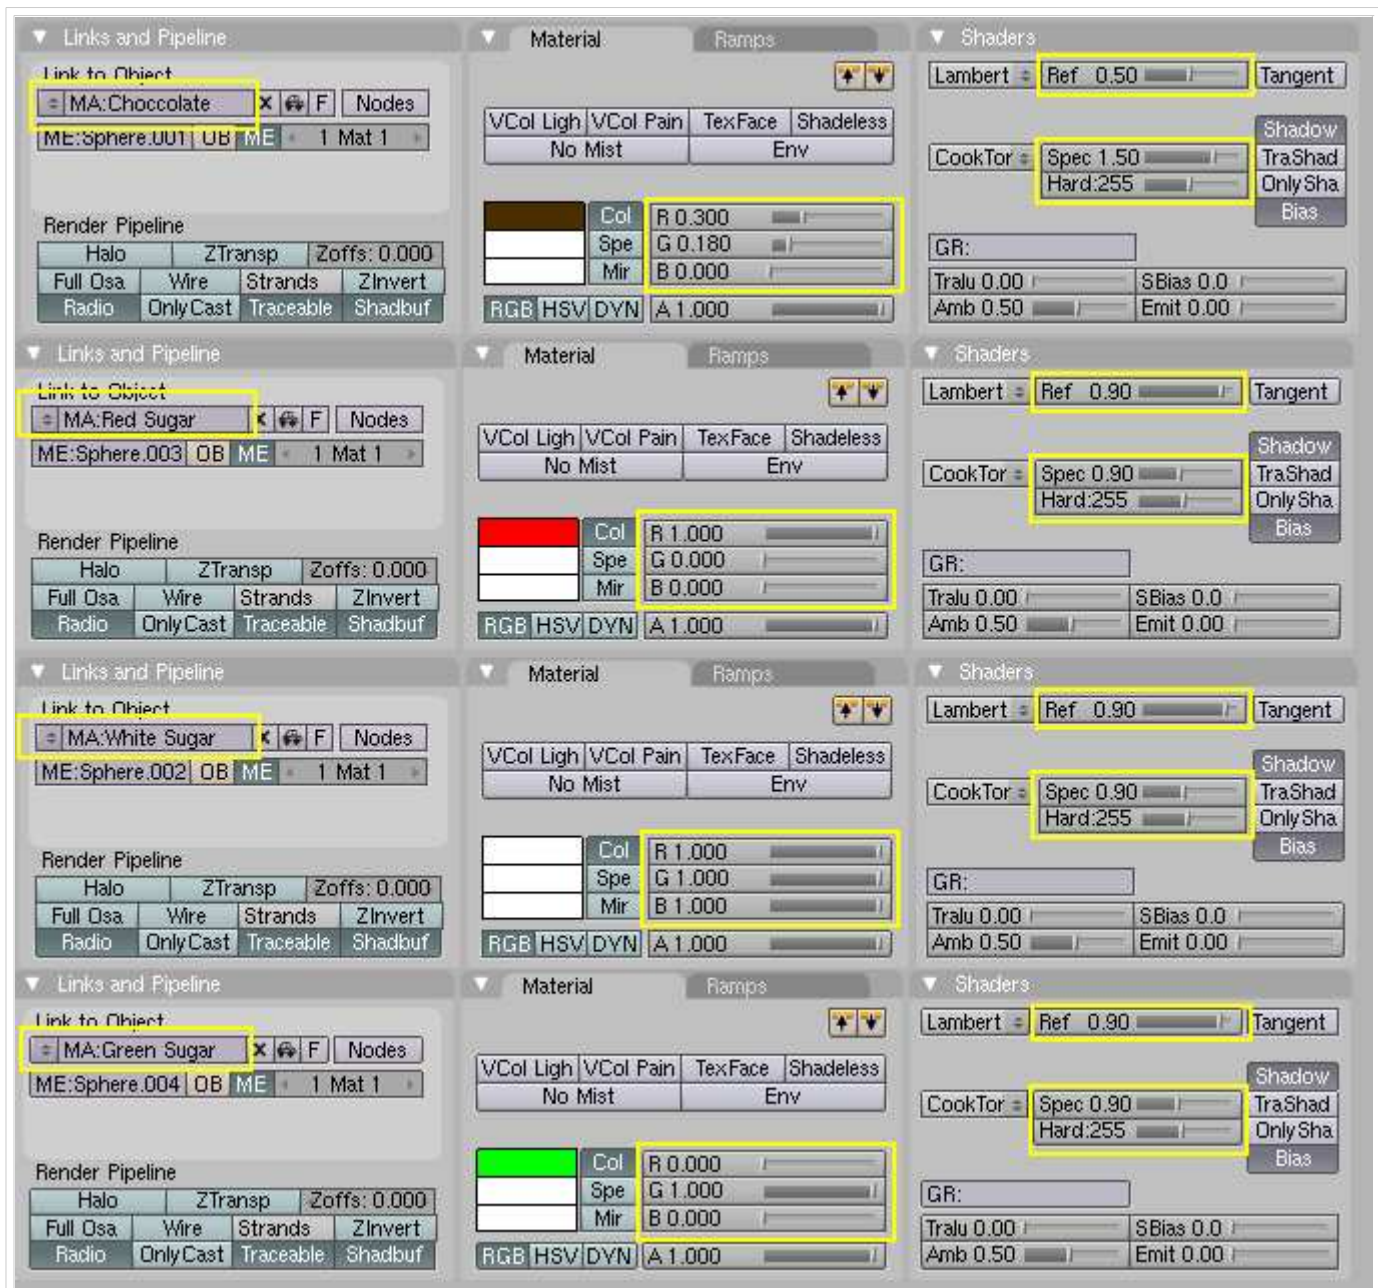 Links and Pipeline
Material Ramps
Shaders
Link to Object
MA:Choccolate F Nodes
ME:Sphere.001 OB ME 1 Mat 1
Render Pipeline
Halo ZTransp Zoffs: 0.000
Full Osa Wire Strands ZInvert
Radio OnlyCast Traceable Shadbuf
VCol Ligh VCol Pain TexFace Shadeless
No Mist Env
Col R 0.300
Spe G 0.180
Mir B 0.000
RGB HSV DYN A 1.000
Lambert Ref 0.50 Tangent
Shadow
CookTor Spec 1.50 TraShad
Hard:255 OnlySha
Bias
GR:
Tralu 0.00 SBias 0.0
Amb 0.50 Emit 0.00
Links and Pipeline
Material Ramps
Shaders
Link to Object
MA:Red Sugar F Nodes
ME:Sphere.003 OB ME 1 Mat 1
Render Pipeline
Halo ZTransp Zoffs: 0.000
Full Osa Wire Strands ZInvert
Radio OnlyCast Traceable Shadbuf
VCol Ligh VCol Pain TexFace Shadeless
No Mist Env
Col R 1.000
Spe G 0.000
Mir B 0.000
RGB HSV DYN A 1.000
Lambert Ref 0.90 Tangent
Shadow
CookTor Spec 0.90 TraShad
Hard:255 OnlySha
Bias
GR:
Tralu 0.00 SBias 0.0
Amb 0.50 Emit 0.00
Links and Pipeline
Material Ramps
Shaders
Link to Object
MA:White Sugar F Nodes
ME:Sphere.002 OB ME 1 Mat 1
Render Pipeline
Halo ZTransp Zoffs: 0.000
Full Osa Wire Strands ZInvert
Radio OnlyCast Traceable Shadbuf
VCol Ligh VCol Pain TexFace Shadeless
No Mist Env
Col R 1.000
Spe G 1.000
Mir B 1.000
RGB HSV DYN A 1.000
Lambert Ref 0.90 Tangent
Shadow
CookTor Spec 0.90 TraShad
Hard:255 OnlySha
Bias
GR:
Tralu 0.00 SBias 0.0
Amb 0.50 Emit 0.00
Links and Pipeline
Material Ramps
Shaders
Link to Object
MA:Green Sugar F Nodes
ME:Sphere.004 OB ME 1 Mat 1
Render Pipeline
Halo ZTransp Zoffs: 0.000
Full Osa Wire Strands ZInvert
Radio OnlyCast Traceable Shadbuf
VCol Ligh VCol Pain TexFace Shadeless
No Mist Env
Col R 0.000
Spe G 1.000
Mir B 0.000
RGB HSV DYN A 1.000
Lambert Ref 0.90 Tangent
Shadow
CookTor Spec 0.90 TraShad
Hard:255 OnlySha
Bias
GR:
Tralu 0.00 SBias 0.0
Amb 0.50 Emit 0.00